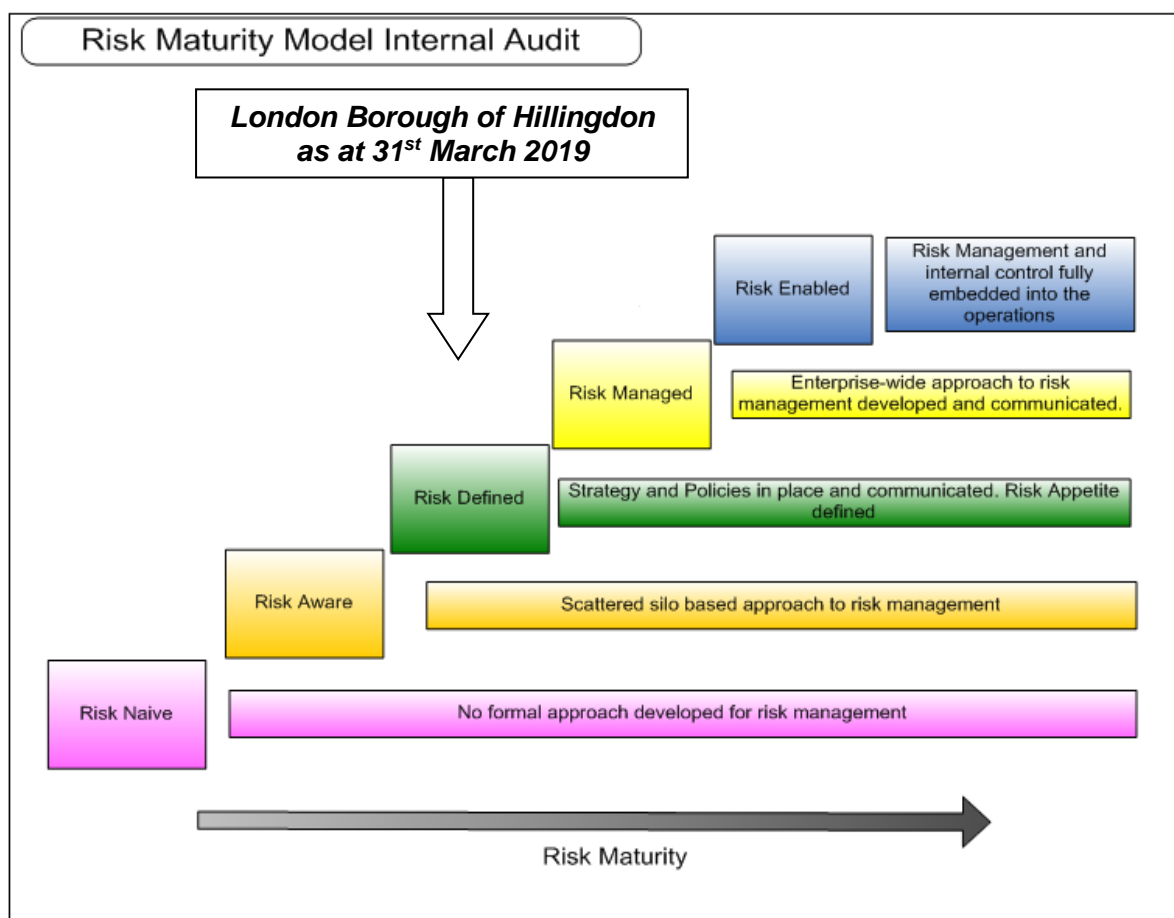 Risk Maturity Model Internal Audit
London Borough of Hillingdon
as at 31st March 2019
Risk Enabled
Risk Management and
internal control fully
embedded into the
operations
Risk Managed
Enterprise-wide approach to risk
management developed and communicated.
Risk Defined
Strategy and Policies in place and communicated. Risk Appetite
defined
Risk Aware
Scattered silo based approach to risk management
Risk Naive
No formal approach developed for risk management
Risk Maturity